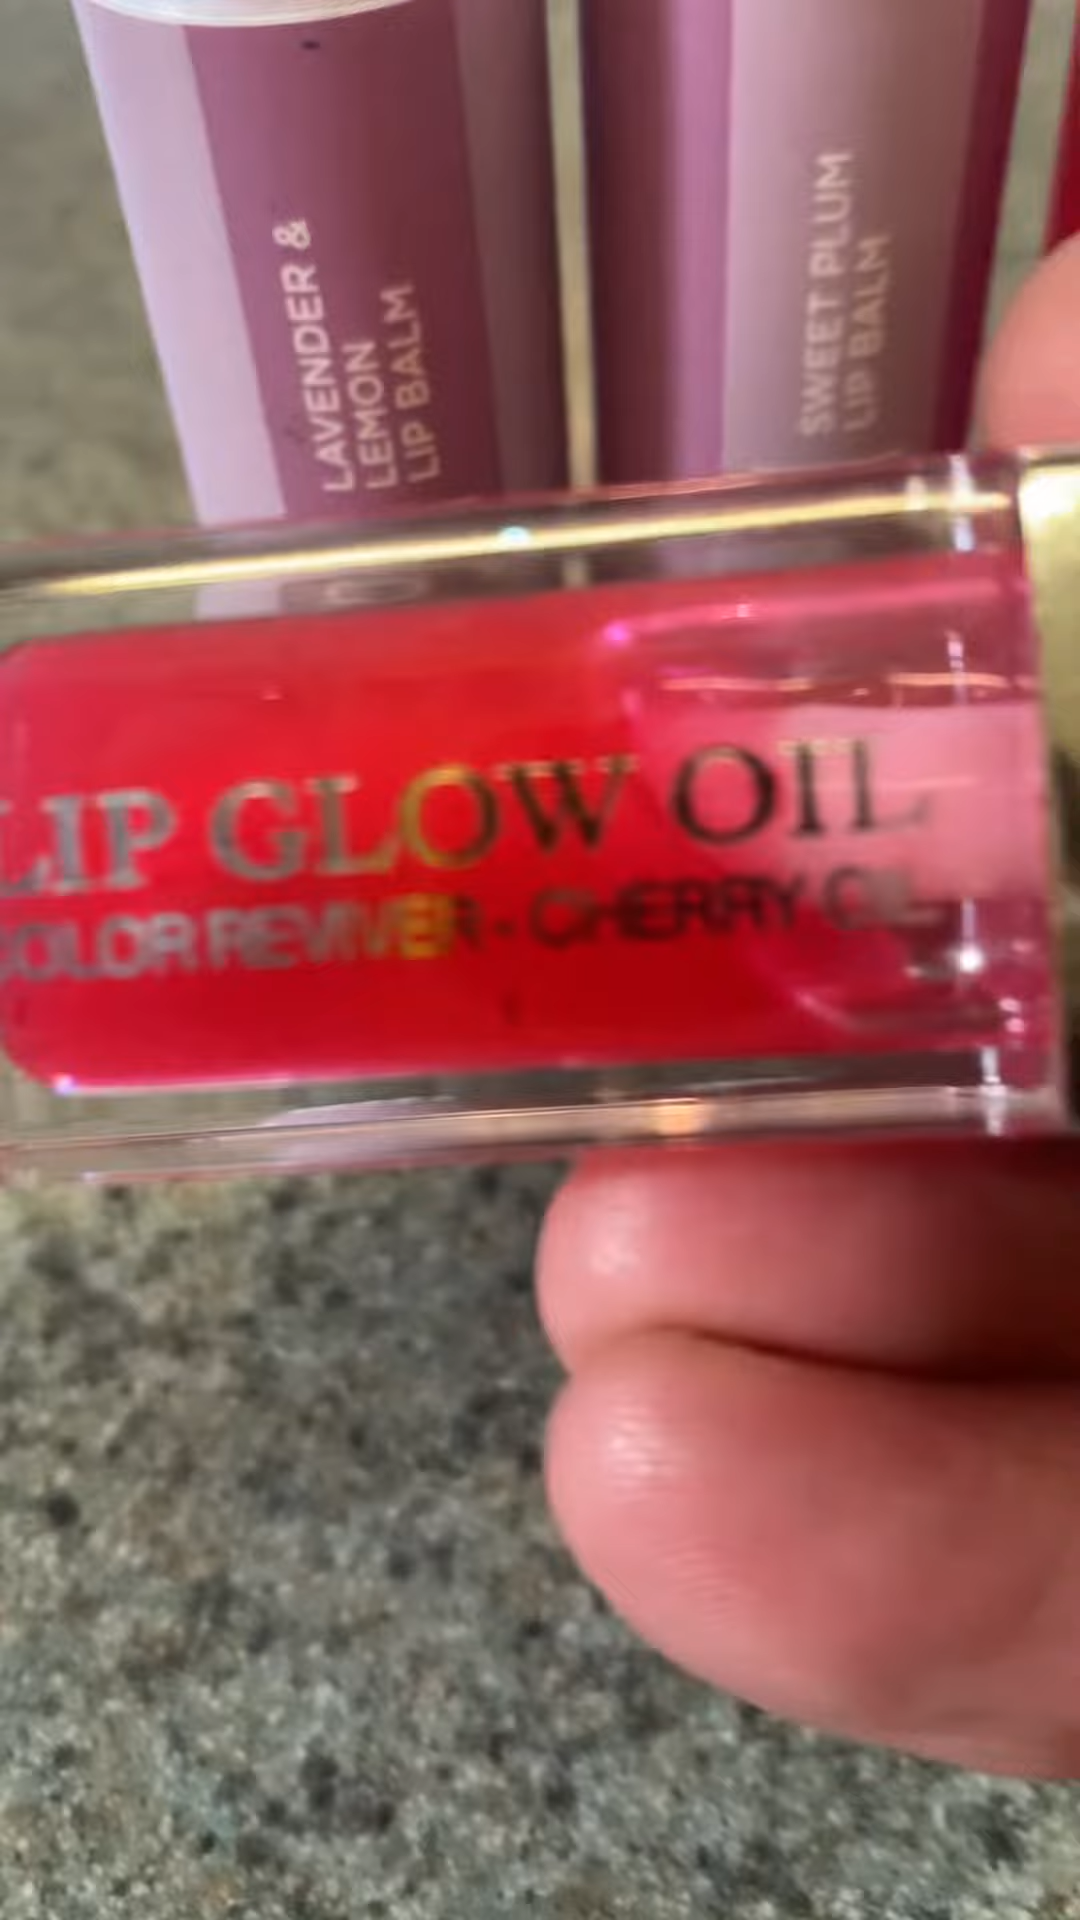 LAVENDER &
LEMON
LIP BALM
SWEET PLUM
LIP BALM
LIP GLOW OIL
COLOR REVIVER - CHERRY OIL